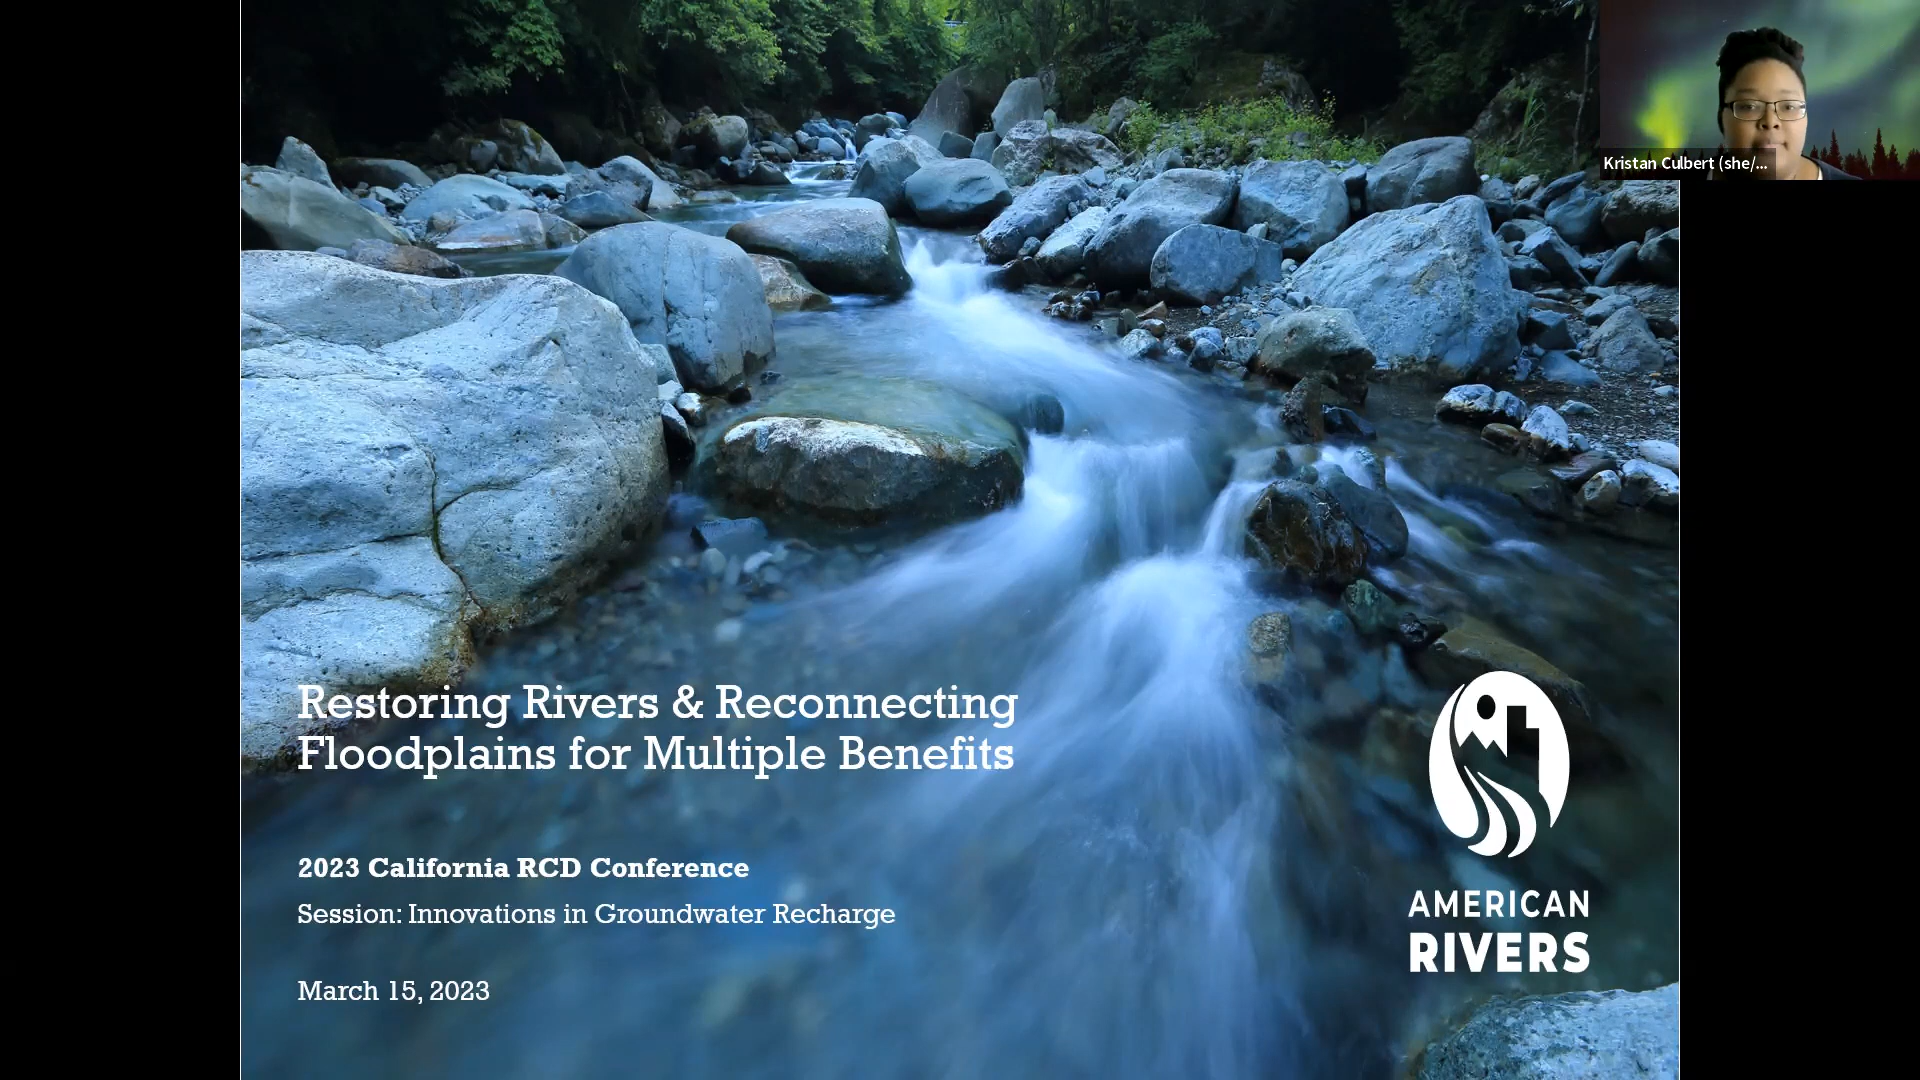 Kristan Culbert (she/...
Restoring Rivers & Reconnecting
Floodplains for Multiple Benefits
2023 California RCD Conference
Session: Innovations in Groundwater Recharge
March 15, 2023
AMERICAN
RIVERS